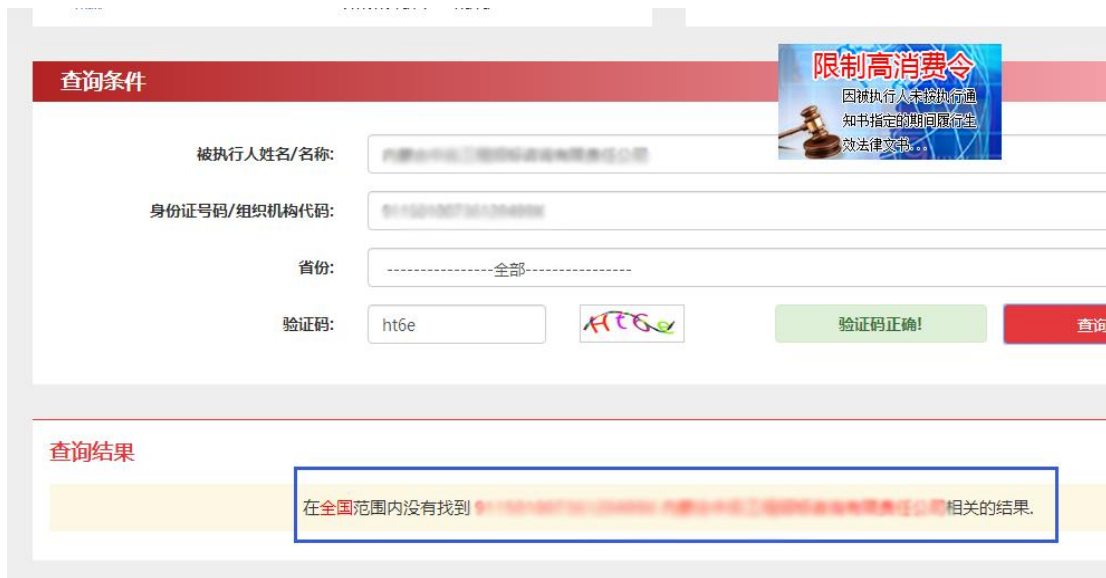 限制高消费令
因被执行人未按执行通
知书指定的期间履行生
效法律文书...
查询条件
被执行人姓名/名称:
身份证号码/组织机构代码:
省份:
----------------全部----------------
验证码:
ht6e
Ht6e
验证码正确!
查询
查询结果
在全国范围内没有找到 相关的结果.